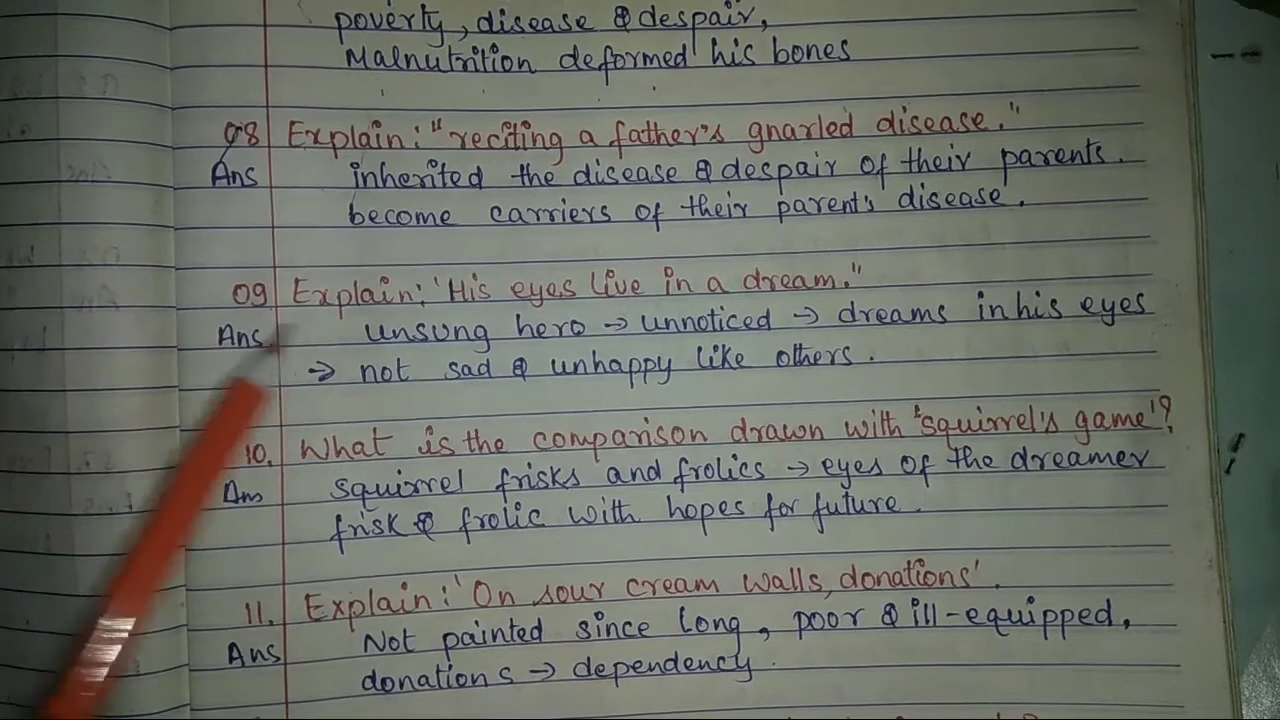 poverty, disease & despair,
Malnutrition deformed his bones
Q8 Explain: "reciting a father's gnarled disease."
Ans inherited the disease & despair of their parents.
become carriers of their parent's disease.
09 Explain: 'His eyes live in a dream."
Ans. unsung hero → unnoticed → dreams in his eyes
→ not sad & unhappy like others.
10. What is the comparison drawn with 'squirrel's game'?
Ans squirrel frisks and frolics → eyes of the dreamer
frisk & frolic with hopes for future.
11. Explain: 'On sour cream walls, donations'.
Ans Not painted since long, poor & ill-equipped,
donations → dependency.